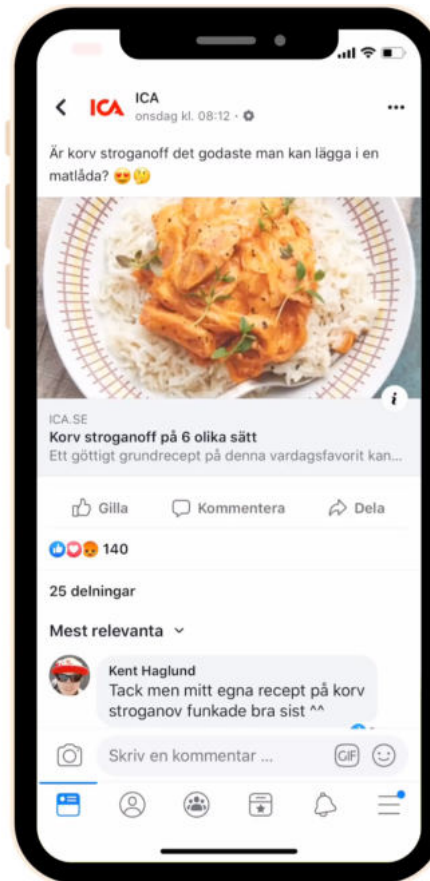 ICA
ICA
onsdag kl. 08:12 ·
Är korv stroganoff det godaste man kan lägga i en
matlåda? 😍🤔
i
ICA.SE
Korv stroganoff på 6 olika sätt
Ett göttigt grundrecept på denna vardagsfavorit kan...
Gilla
Kommentera
Dela
140
25 delningar
Mest relevanta
Kent Haglund
Tack men mitt egna recept på korv
stroganov funkade bra sist ^^
Skriv en kommentar ...
GIF